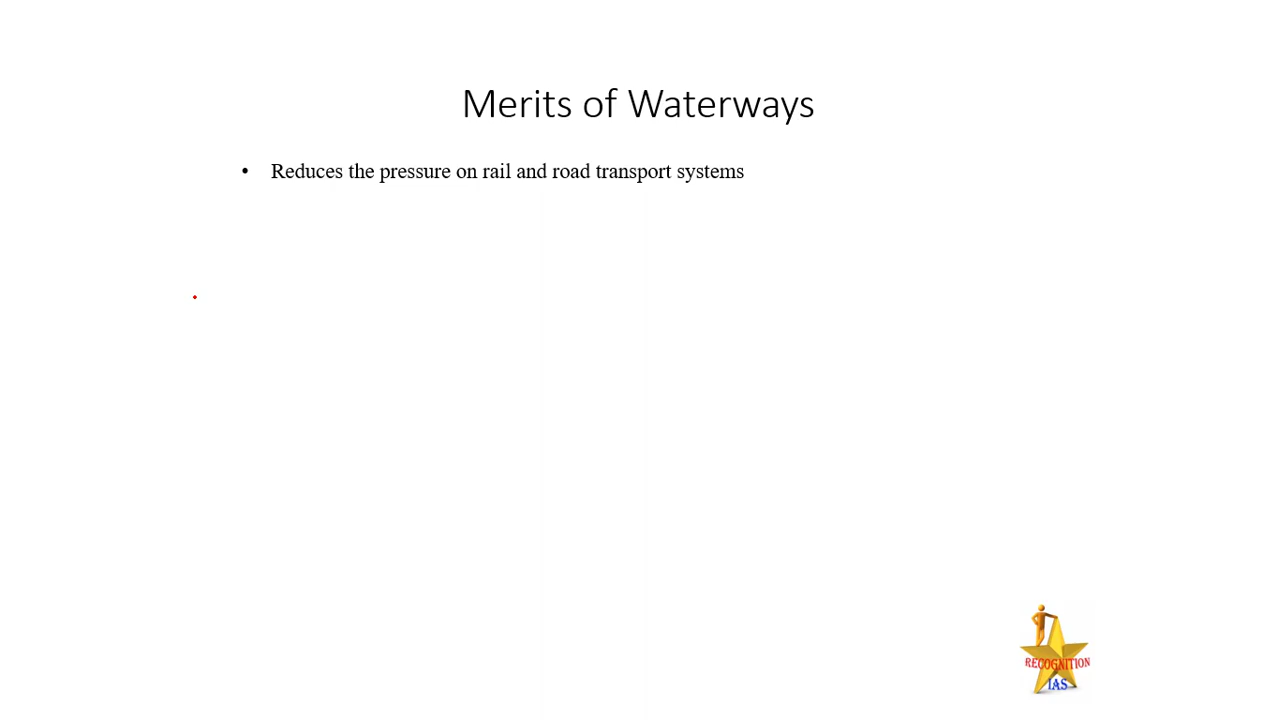 Merits of Waterways
• Reduces the pressure on rail and road transport systems
RECOGNITION
IAS